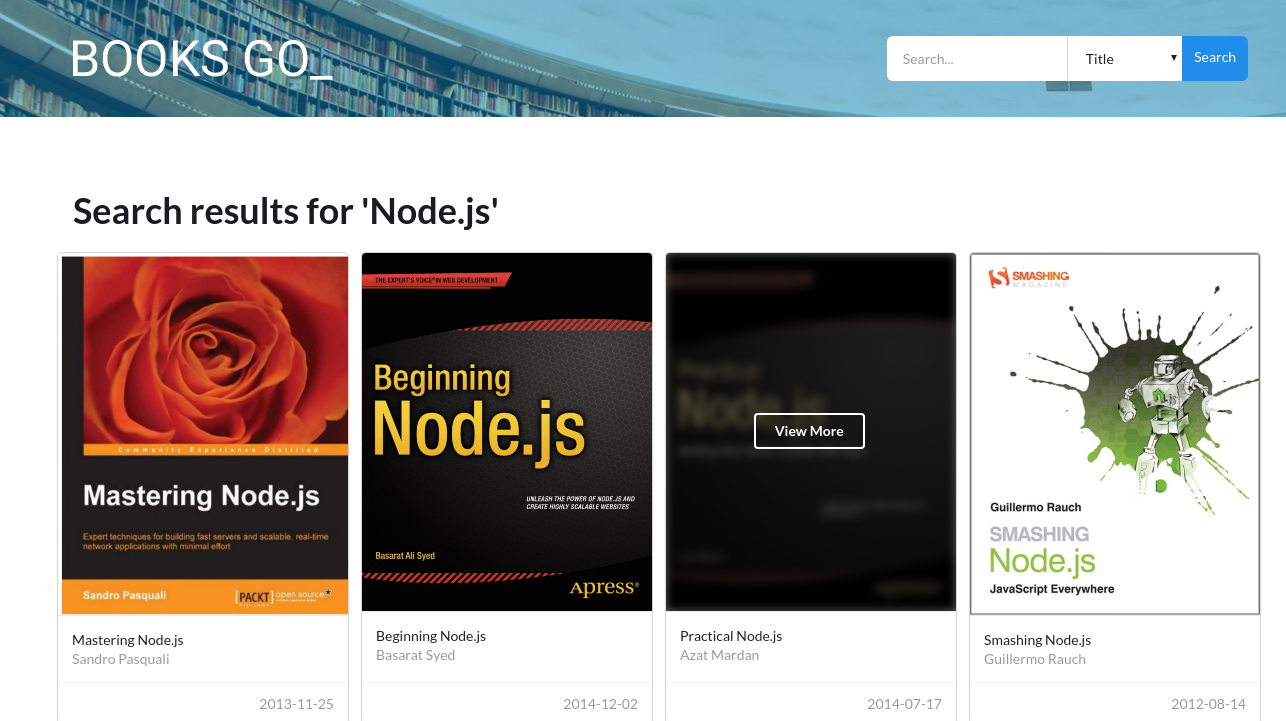 BOOKS GO_
Search...
Title
Search
Search results for 'Node.js'
Community Experience Distilled
Mastering Node.js
Expert techniques for building fast servers and scalable, real-time
network applications with minimal effort
Sandro Pasquali
[PACKT] open source*
PUBLISHING
Mastering Node.js
Sandro Pasquali
2013-11-25
THE EXPERT'S VOICE® IN WEB DEVELOPMENT
Beginning
Node.js
UNLEASH THE POWER OF NODE.JS AND
CREATE HIGHLY SCALABLE WEBSITES
Basarat Ali Syed
Apress®
Beginning Node.js
Basarat Syed
2014-12-02
Practical
Node.js
View More
Practical Node.js
Azat Mardan
2014-07-17
SMASHING
MAGAZINE
Guillermo Rauch
SMASHING
Node.js
JavaScript Everywhere
Smashing Node.js
Guillermo Rauch
2012-08-14